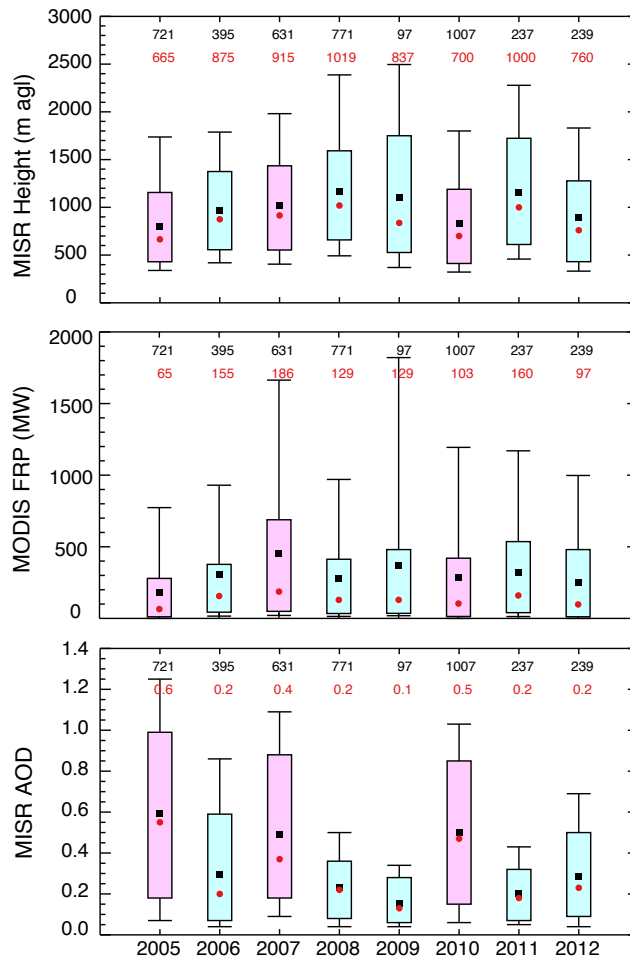 3000
2500
2000
1500
1000
500
0
MISR Height (m agl)
721 395 631 771 97 1007 237 239
665 875 915 1019 837 700 1000 760
2000
1500
1000
500
0
MODIS FRP (MW)
721 395 631 771 97 1007 237 239
65 155 186 129 129 103 160 97
1.4
1.2
1.0
0.8
0.6
0.4
0.2
0.0
MISR AOD
721 395 631 771 97 1007 237 239
0.6 0.2 0.4 0.2 0.1 0.5 0.2 0.2
2005 2006 2007 2008 2009 2010 2011 2012